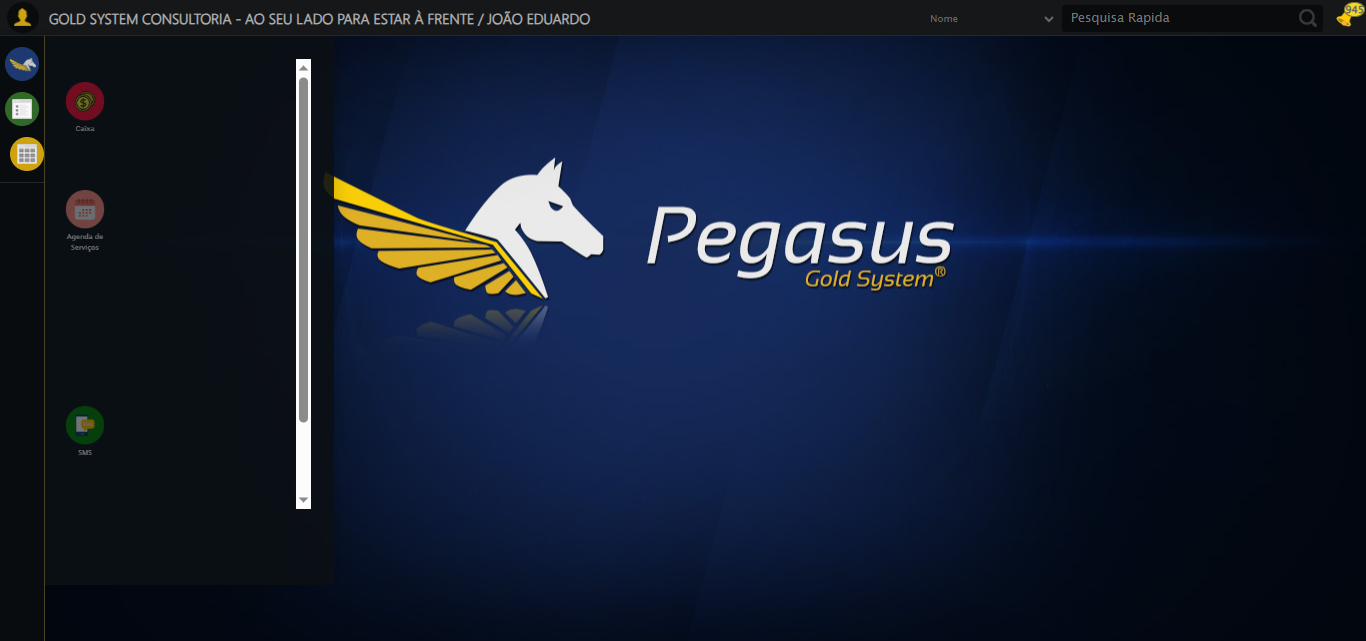 GOLD SYSTEM CONSULTORIA - AO SEU LADO PARA ESTAR À FRENTE / JOÃO EDUARDO
Nome
Pesquisa Rapida
945
Caixa
Agenda de
Serviços
SMS
Pegasus
Gold System®